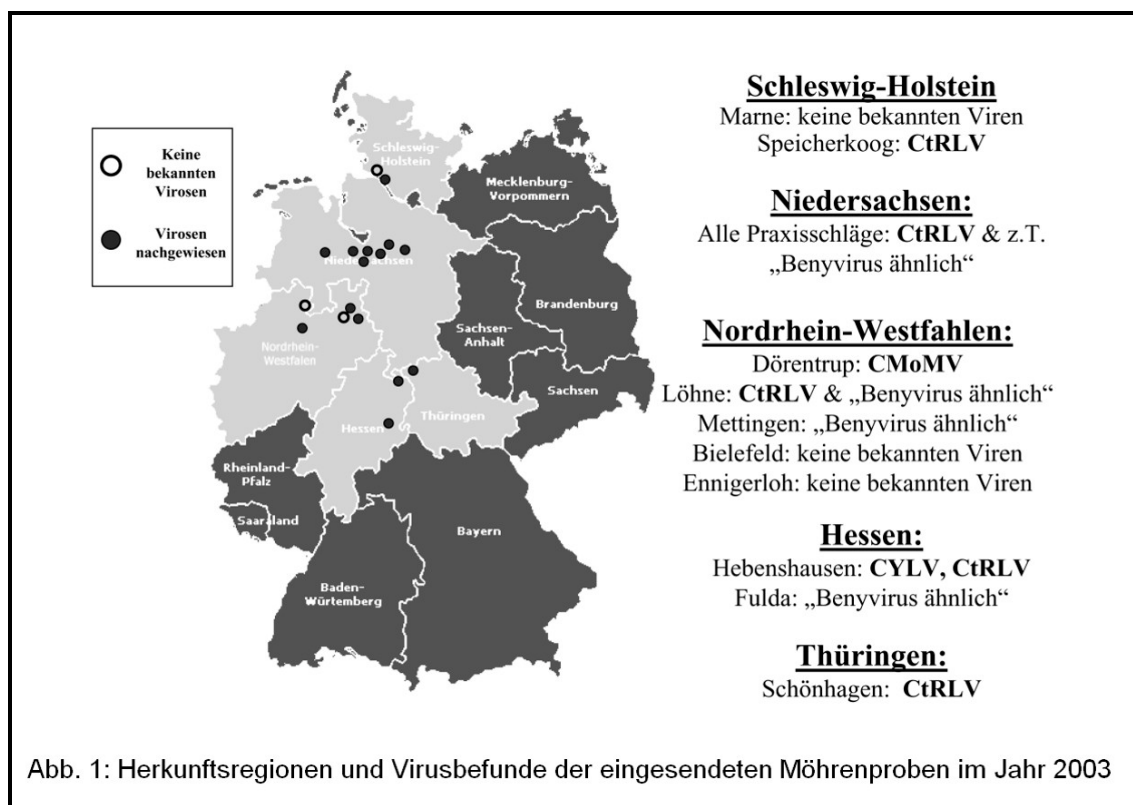 Keine
bekannten
Virosen
Virosen
nachgewiesen
Schleswig-
Holstein
Mecklenburg-
Vorpommern
Niedersachsen
Brandenburg
Sachsen-
Anhalt
Nordrhein-
Westfalen
Sachsen
Thüringen
Hessen
Rheinland-
Pfalz
Saaraland
Bayern
Baden-
Würtemberg
Schleswig-Holstein
Marne: keine bekannten Viren
Speicherkoog: CtRLV
Niedersachsen:
Alle Praxisschläge: CtRLV & z.T.
„Benyvirus ähnlich“
Nordrhein-Westfahlen:
Dörentrup: CMoMV
Löhne: CtRLV & „Benyvirus ähnlich“
Mettingen: „Benyvirus ähnlich“
Bielefeld: keine bekannten Viren
Ennigerloh: keine bekannten Viren
Hessen:
Hebenshausen: CYLV, CtRLV
Fulda: „Benyvirus ähnlich“
Thüringen:
Schönhagen: CtRLV
Abb. 1: Herkunftsregionen und Virusbefunde der eingesendeten Möhrenproben im Jahr 2003